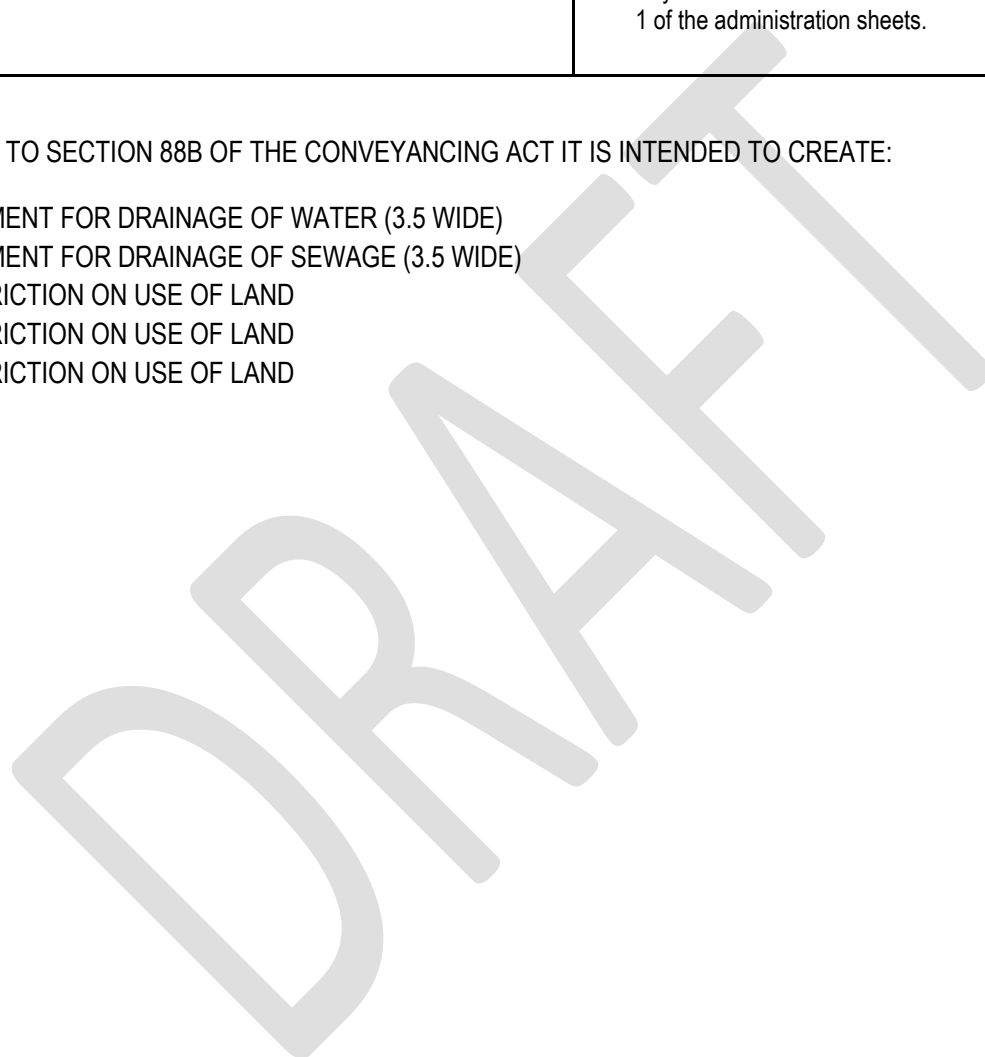 1 of the administration sheets.
TO SECTION 88B OF THE CONVEYANCING ACT IT IS INTENDED TO CREATE:
MENT FOR DRAINAGE OF WATER (3.5 WIDE)
MENT FOR DRAINAGE OF SEWAGE (3.5 WIDE)
RICTION ON USE OF LAND
RICTION ON USE OF LAND
RICTION ON USE OF LAND
DRAFT